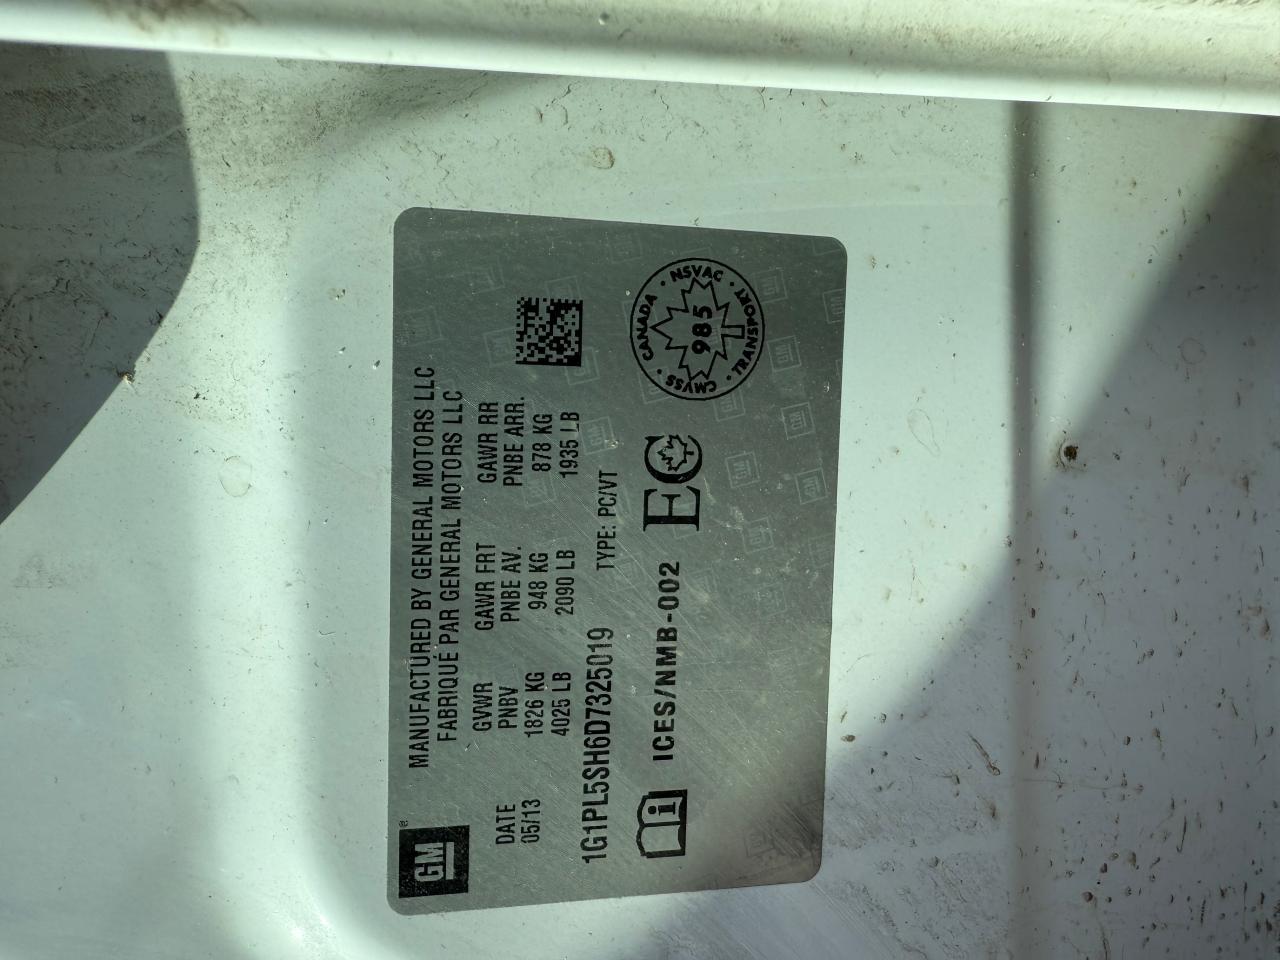 GM®
MANUFACTURED BY GENERAL MOTORS LLC
FABRIQUÉ PAR GENERAL MOTORS LLC
DATE GVWR GAWR FRT GAWR RR
05/13 PNBV PNBE AV. PNBE ARR.
1826 KG 948 KG 878 KG
4025 LB 2090 LB 1935 LB
1G1PL5SH6D7325019 TYPE: PC/VT
i ICES/NMB-002 EC
CANADA · NSVAC · TRANSPORT · CMVSS ·
985